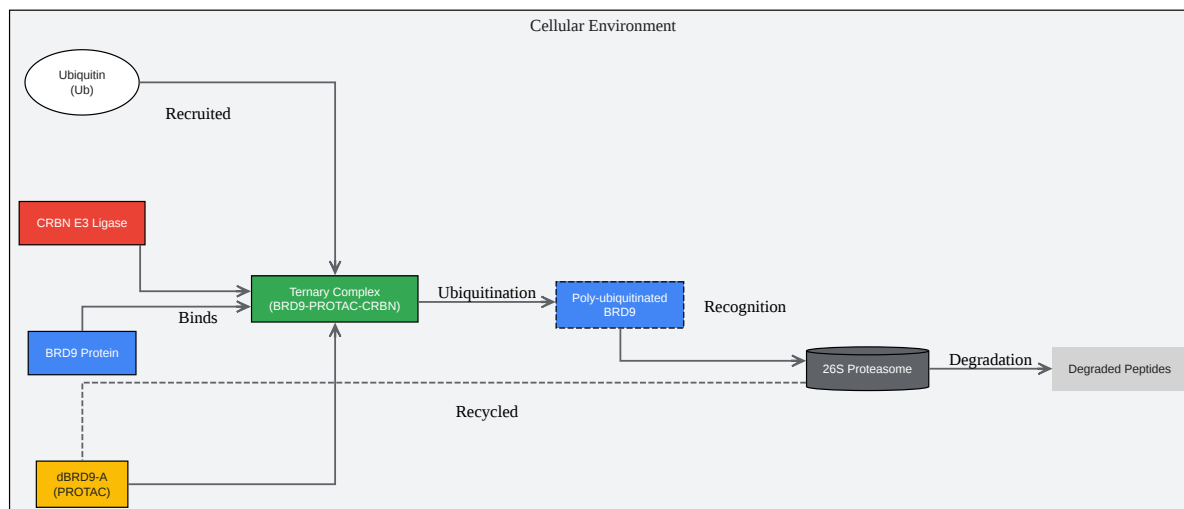 Cellular Environment
Ubiquitin
(Ub)
Recruited
CRBN E3 Ligase
Ternary Complex
(BRD9-PROTAC-CRBN)
Ubiquitination
Poly-ubiquitinated
BRD9
Recognition
Binds
BRD9 Protein
26S Proteasome
Degradation
Degraded Peptides
Recycled
dBRD9-A
(PROTAC)